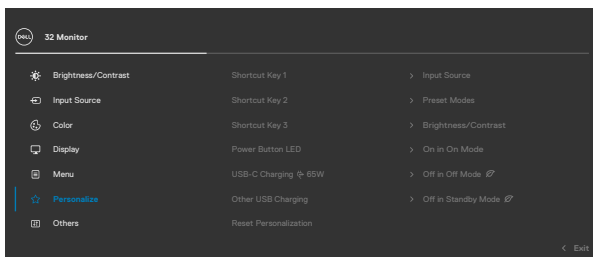 DELL 32 Monitor
Brightness/Contrast Shortcut Key 1 > Input Source
Input Source Shortcut Key 2 > Preset Modes
Color Shortcut Key 3 > Brightness/Contrast
Display Power Button LED > On in On Mode
Menu USB-C Charging 65W > Off in Off Mode
Personalize Other USB Charging > Off in Standby Mode
Others Reset Personalization
< Exit